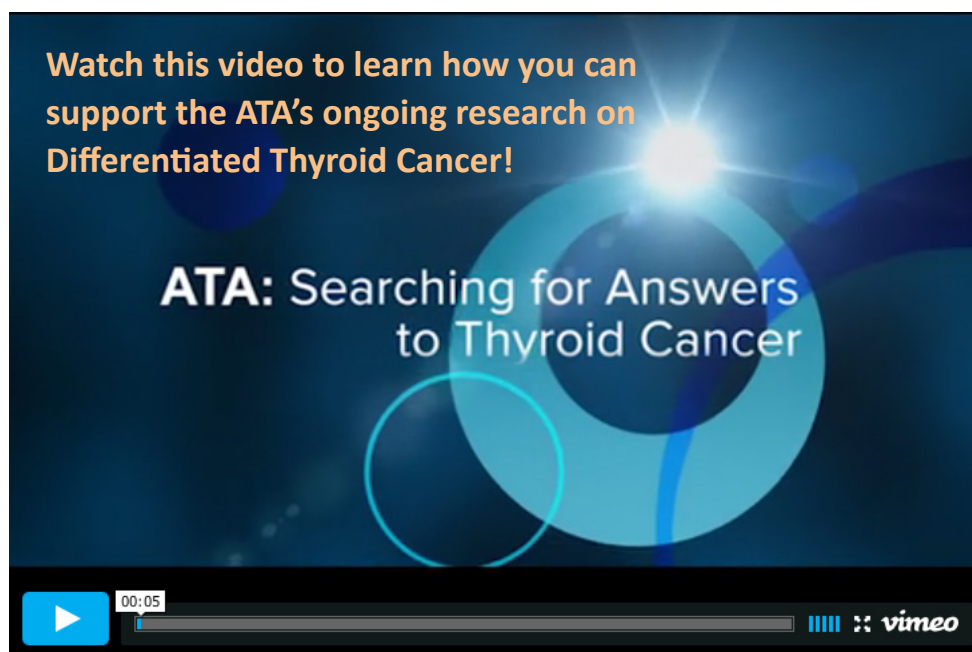 Watch this video to learn how you can
support the ATA’s ongoing research on
Differentiated Thyroid Cancer!
ATA: Searching for Answers
to Thyroid Cancer
00:05
vimeo